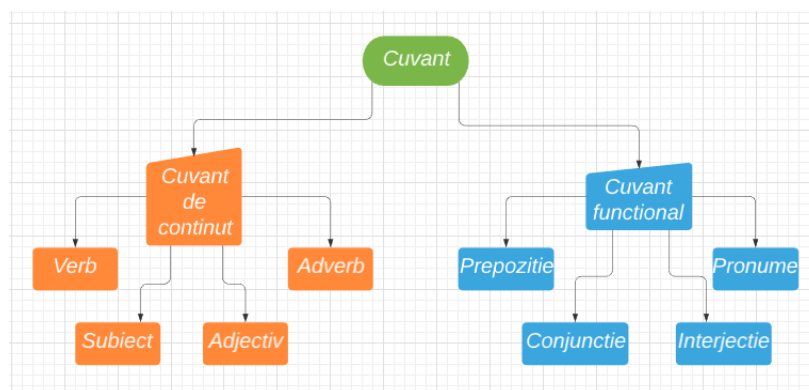 Cuvant
Cuvant
de
continut
Cuvant
functional
Verb
Adverb
Prepozitie
Pronume
Subiect
Adjectiv
Conjunctie
Interjectie